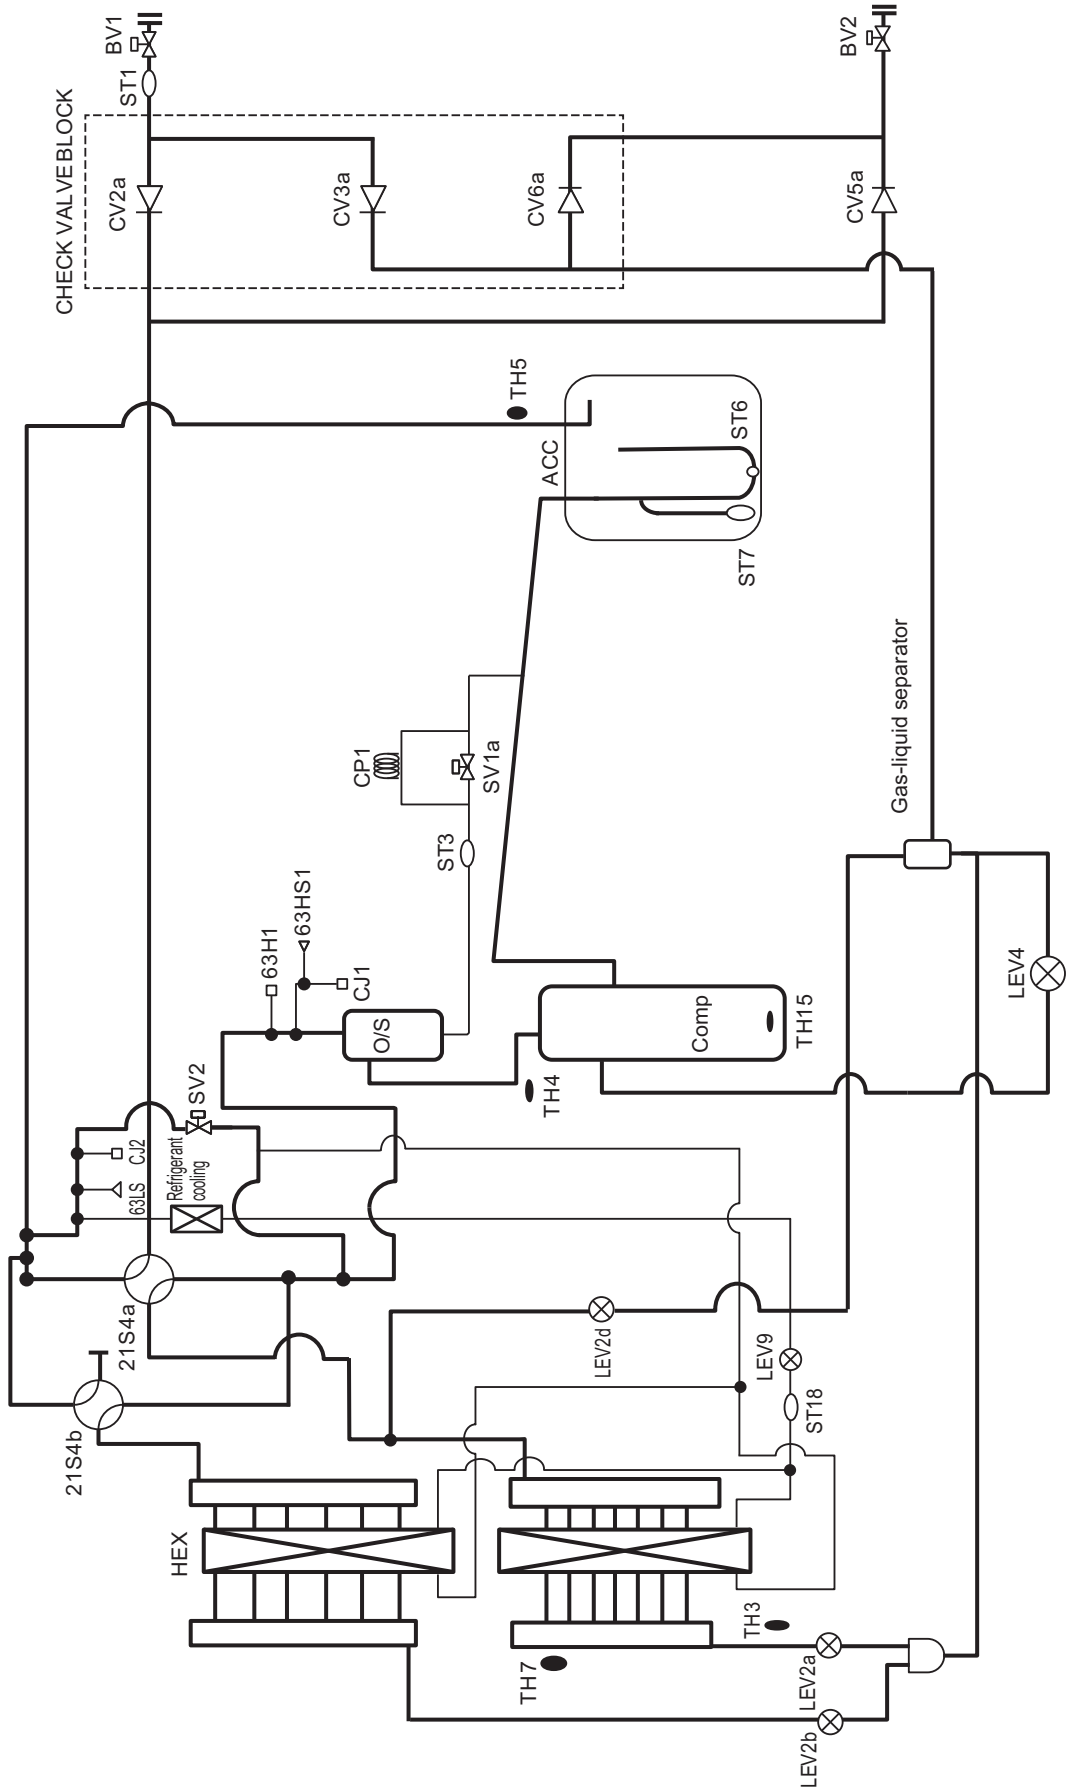 BV1
ST1
CHECK VALVE BLOCK
CV2a
CV3a
CV6a
CV5a
BV2
TH5
ACC
ST6
ST7
CP1
SV1a
ST3
Gas-liquid separator
63H1
63HS1
CJ1
O/S
Comp
TH15
TH4
LEV4
SV2
CJ2
63LS
Refrigerant
cooling
21S4a
21S4b
LEV2d
LEV9
ST18
HEX
TH7
TH3
LEV2a
LEV2b